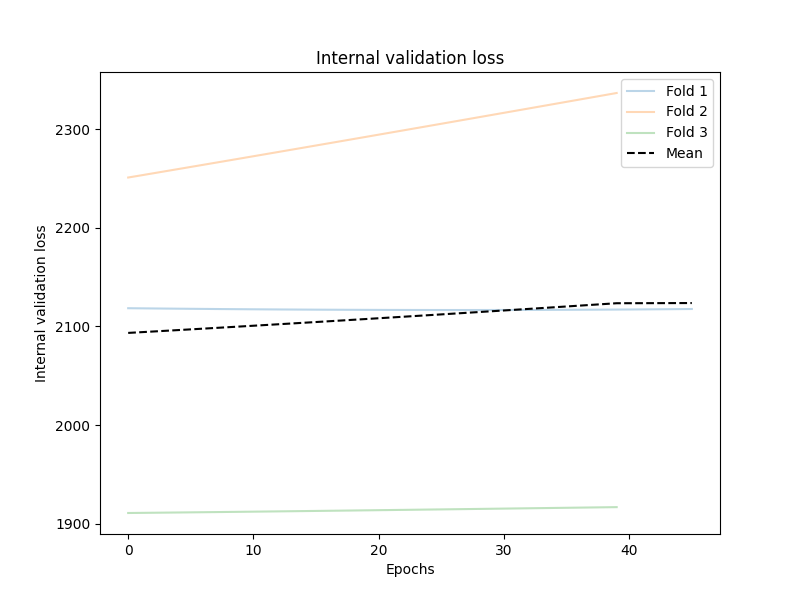 Internal validation loss
Fold 1
Fold 2
Fold 3
Mean
2300
2200
2100
2000
1900
Internal validation loss
0 10 20 30 40
Epochs